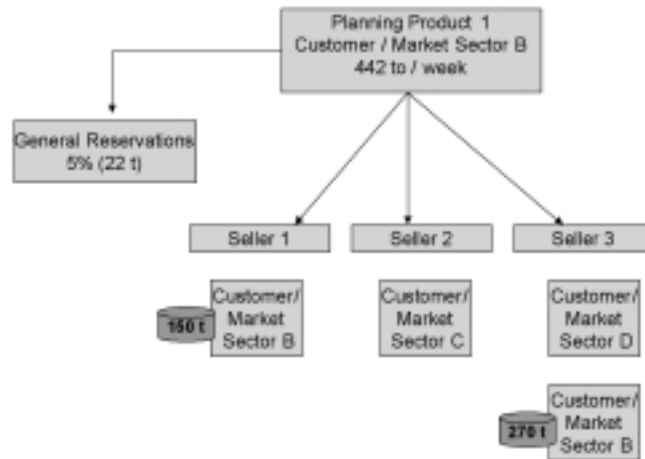 Planning Product 1
Customer / Market Sector B
442 to / week
General Reservations
5% (22 t)
Seller 1
Seller 2
Seller 3
Customer/
Market
Sector B
150 t
Customer/
Market
Sector C
Customer/
Market
Sector D
Customer/
Market
Sector B
270 t